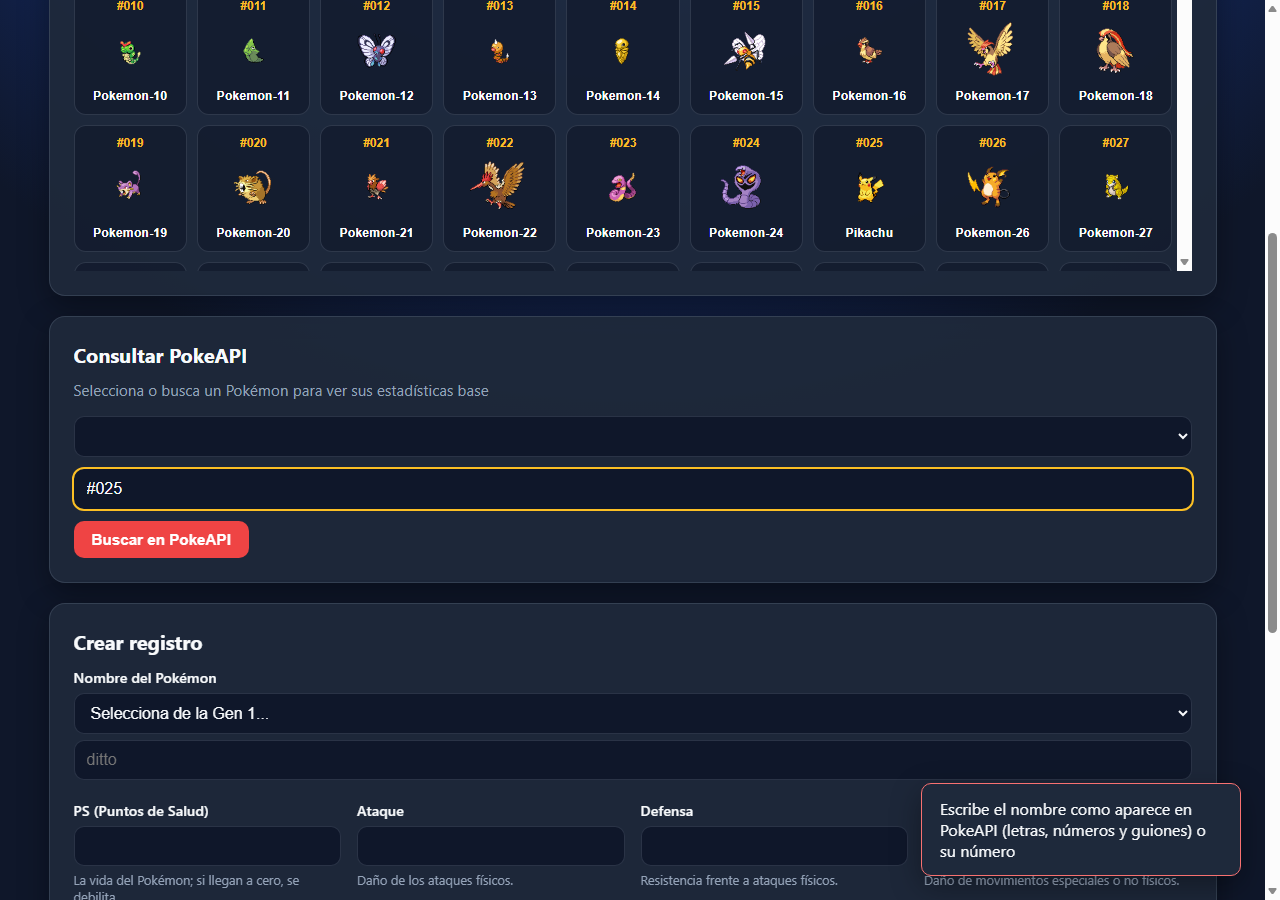 #010 #011 #012 #013 #014 #015 #016 #017 #018
Pokemon-10 Pokemon-11 Pokemon-12 Pokemon-13 Pokemon-14 Pokemon-15 Pokemon-16 Pokemon-17 Pokemon-18
#019 #020 #021 #022 #023 #024 #025 #026 #027
Pokemon-19 Pokemon-20 Pokemon-21 Pokemon-22 Pokemon-23 Pokemon-24 Pikachu Pokemon-26 Pokemon-27
Consultar PokeAPI
Selecciona o busca un Pokémon para ver sus estadísticas base
#025
Buscar en PokeAPI
Crear registro
Nombre del Pokémon
Selecciona de la Gen 1...
ditto
PS (Puntos de Salud) Ataque Defensa
La vida del Pokémon; si llegan a cero, se
debilita
Daño de los ataques físicos.
Resistencia frente a ataques físicos.
Daño de movimientos especiales o no físicos.
Escribe el nombre como aparece en
PokeAPI (letras, números y guiones) o
su número